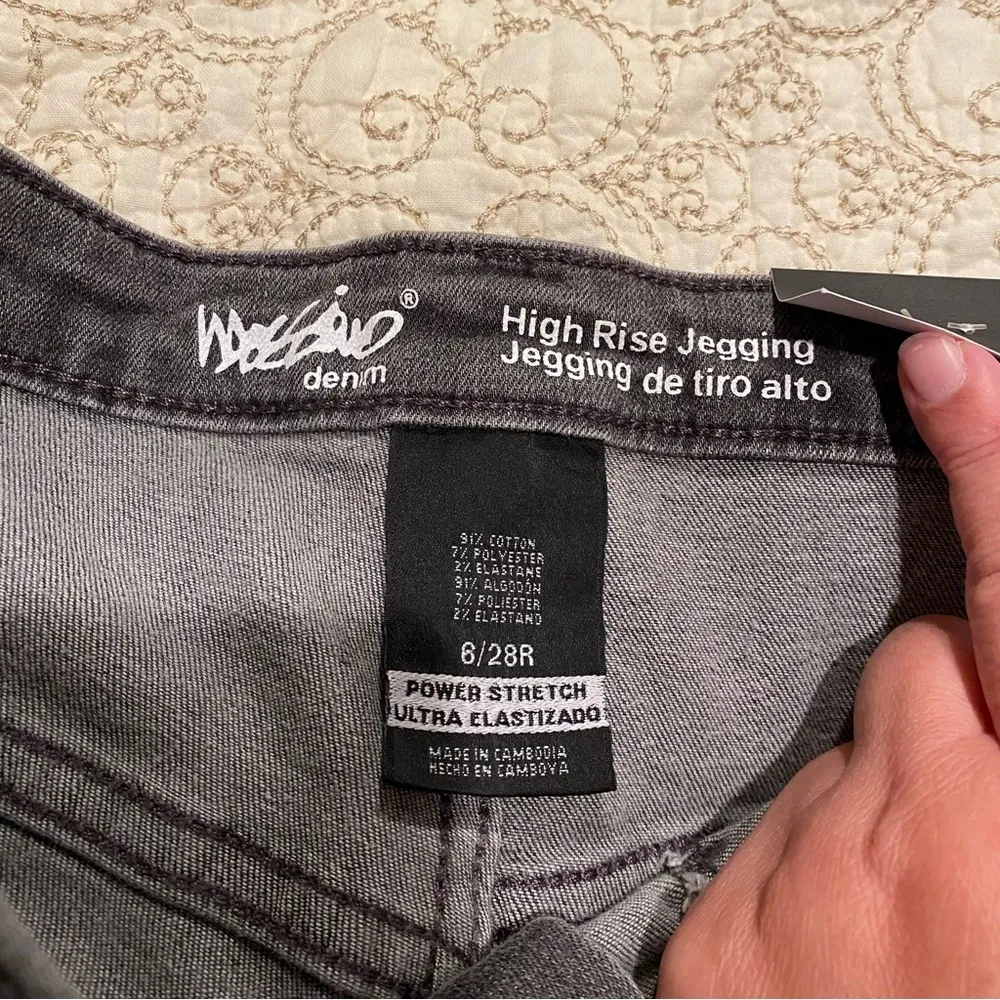 mossimo®
denim
High Rise Jegging
Jegging de tiro alto
91% COTTON
7% POLYESTER
2% ELASTANE
91% ALGODÓN
7% POLIÉSTER
2% ELASTANO
6/28R
POWER STRETCH
ULTRA ELASTIZADO
MADE IN CAMBODIA
HECHO EN CAMBOYA